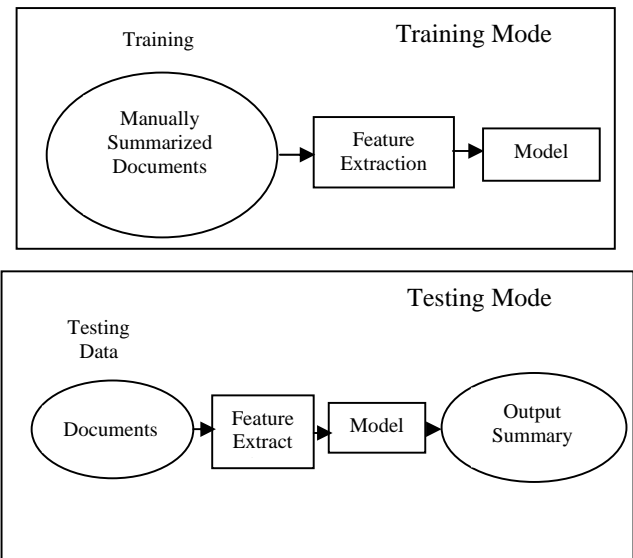 Training
Training Mode
Manually
Summarized
Documents
Feature
Extraction
Model
Testing Mode
Testing
Data
Documents
Feature
Extract
Model
Output
Summary